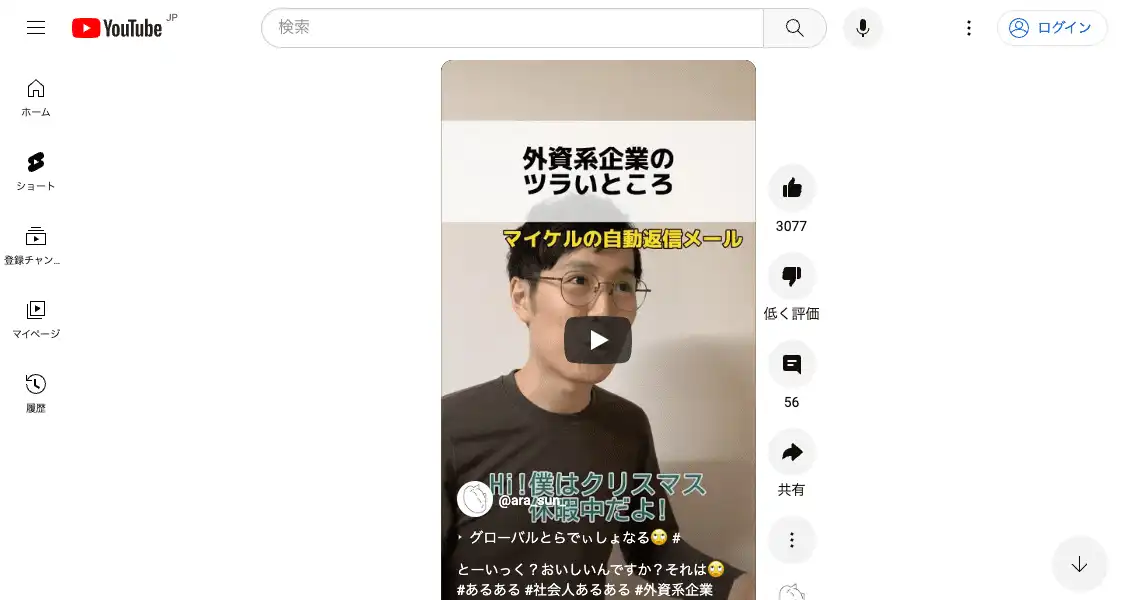 YouTube JP
検索
ログイン
ホーム
ショート
登録チャン...
マイページ
履歴
外資系企業の
ツラいところ
マイケルの自動返信メール
Hi!僕はクリスマス
休暇中だよ!
@ara_sun
‣ グローバルとらでぃしょなる🙄 #
とーいっく？おいしいんですか？それは🙄
#あるある #社会人あるある #外資系企業
3077
低く評価
56
共有